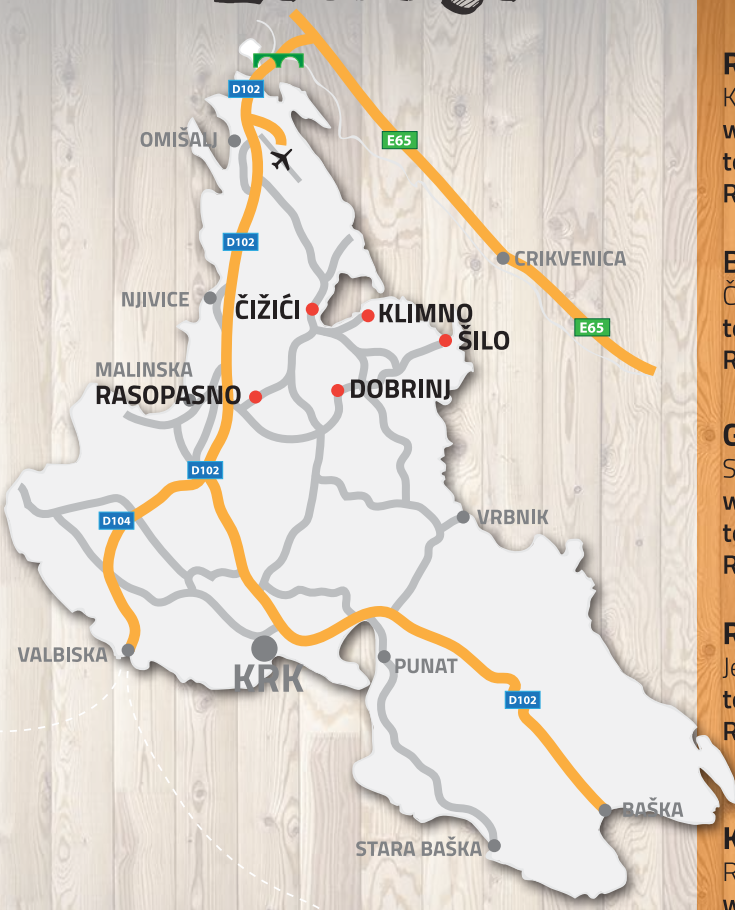 D102
OMIŠALJ
E65
D102
CRIKVENICA
NJIVICE
ČIŽIĆI
KLIMNO
E65
ŠILO
MALINSKA
RASOPASNO
DOBRINJ
D102
D104
VRBNIK
VALBISKA
KRK
PUNAT
D102
BAŠKA
STARA BAŠKA